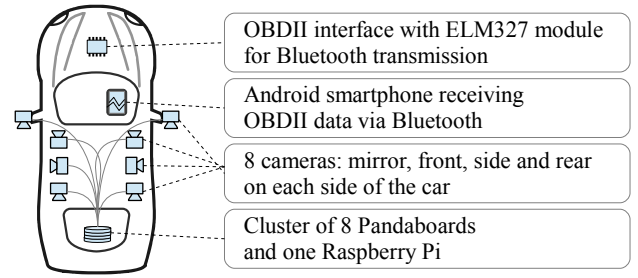 OBDII interface with ELM327 module
for Bluetooth transmission
Android smartphone receiving
OBDII data via Bluetooth
8 cameras: mirror, front, side and rear
on each side of the car
Cluster of 8 Pandaboards
and one Raspberry Pi